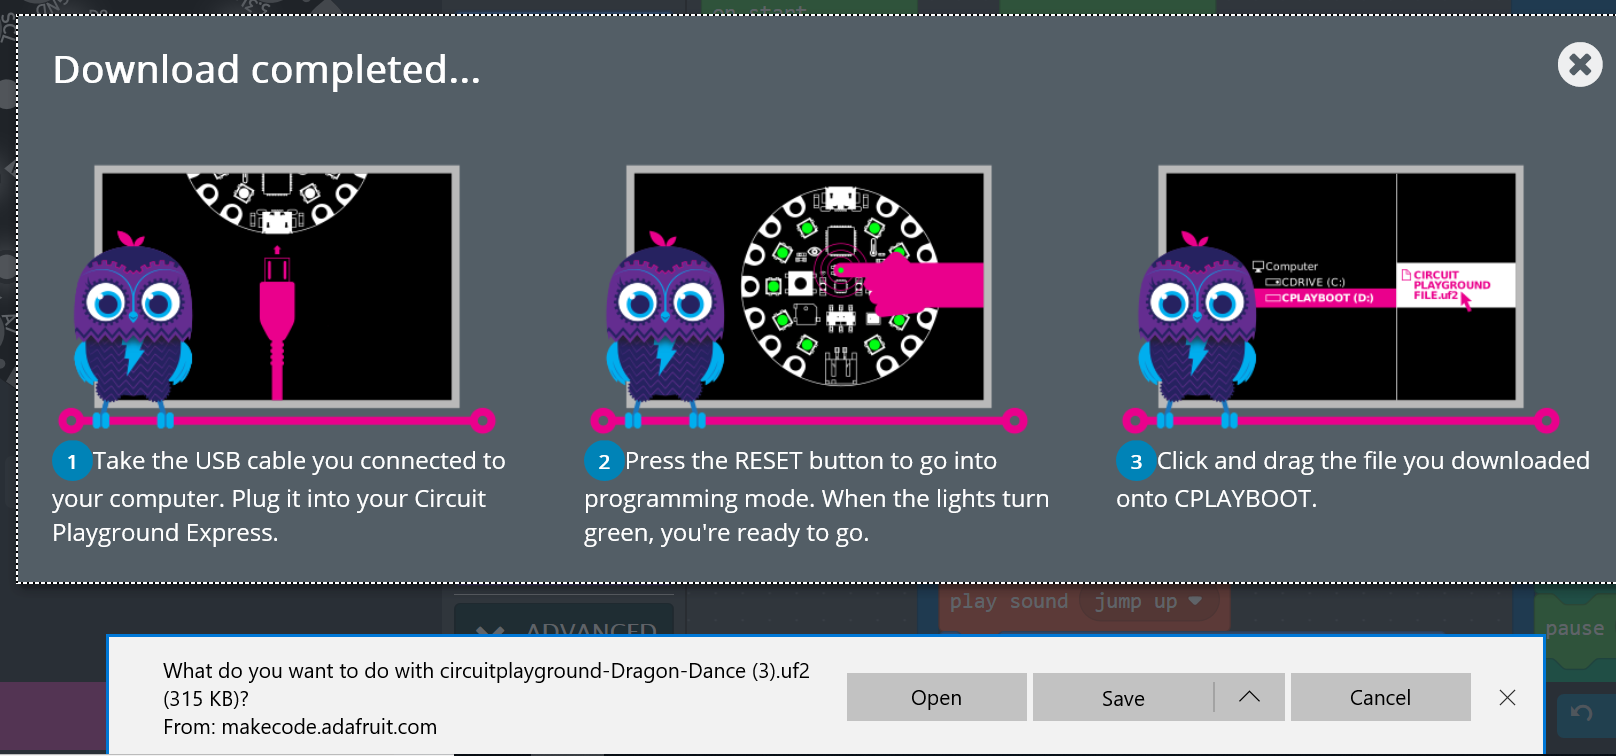 on start
Download completed...
Computer
CDRIVE (C:)
CPLAYBOOT (D:)
CIRCUIT
PLAYGROUND
FILE.uf2
1 Take the USB cable you connected to
your computer. Plug it into your Circuit
Playground Express.
2 Press the RESET button to go into
programming mode. When the lights turn
green, you're ready to go.
3 Click and drag the file you downloaded
onto CPLAYBOOT.
play sound jump up
ADVANCED
pause
What do you want to do with circuitplayground-Dragon-Dance (3).uf2
(315 KB)?
From: makecode.adafruit.com
Open
Save
Cancel